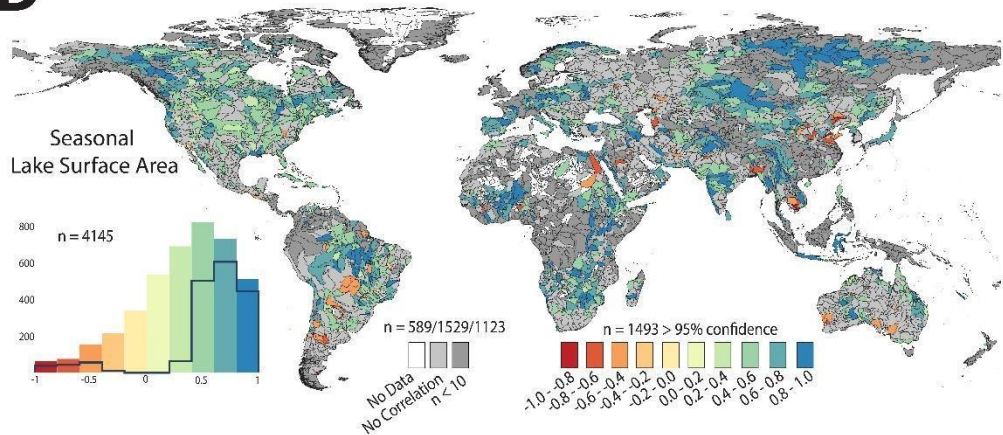 Seasonal
Lake Surface Area
n = 4145
800
600
400
200
-1
-0.5
0
0.5
1
n = 589/1529/1123
No Data
No Correlation
n < 10
n = 1493 > 95% confidence
-1.0 - -0.8
-0.8 - -0.6
-0.6 - -0.4
-0.4 - -0.2
-0.2 - 0.0
0.0 - 0.2
0.2 - 0.4
0.4 - 0.6
0.6 - 0.8
0.8 - 1.0